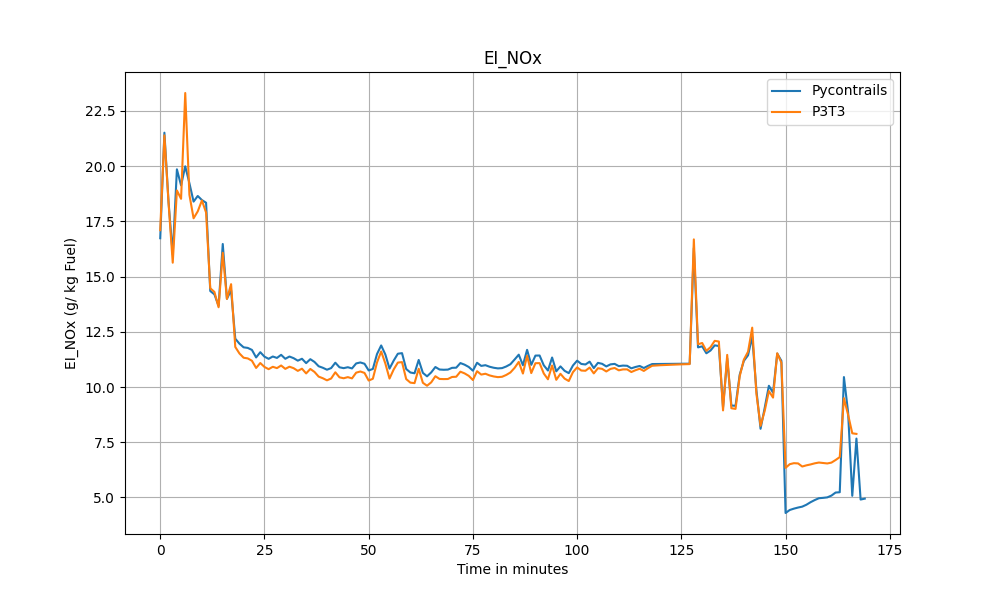 EI_NOx
Pycontrails
P3T3
EI_NOx (g/ kg Fuel)
22.5
20.0
17.5
15.0
12.5
10.0
7.5
5.0
0 25 50 75 100 125 150 175
Time in minutes